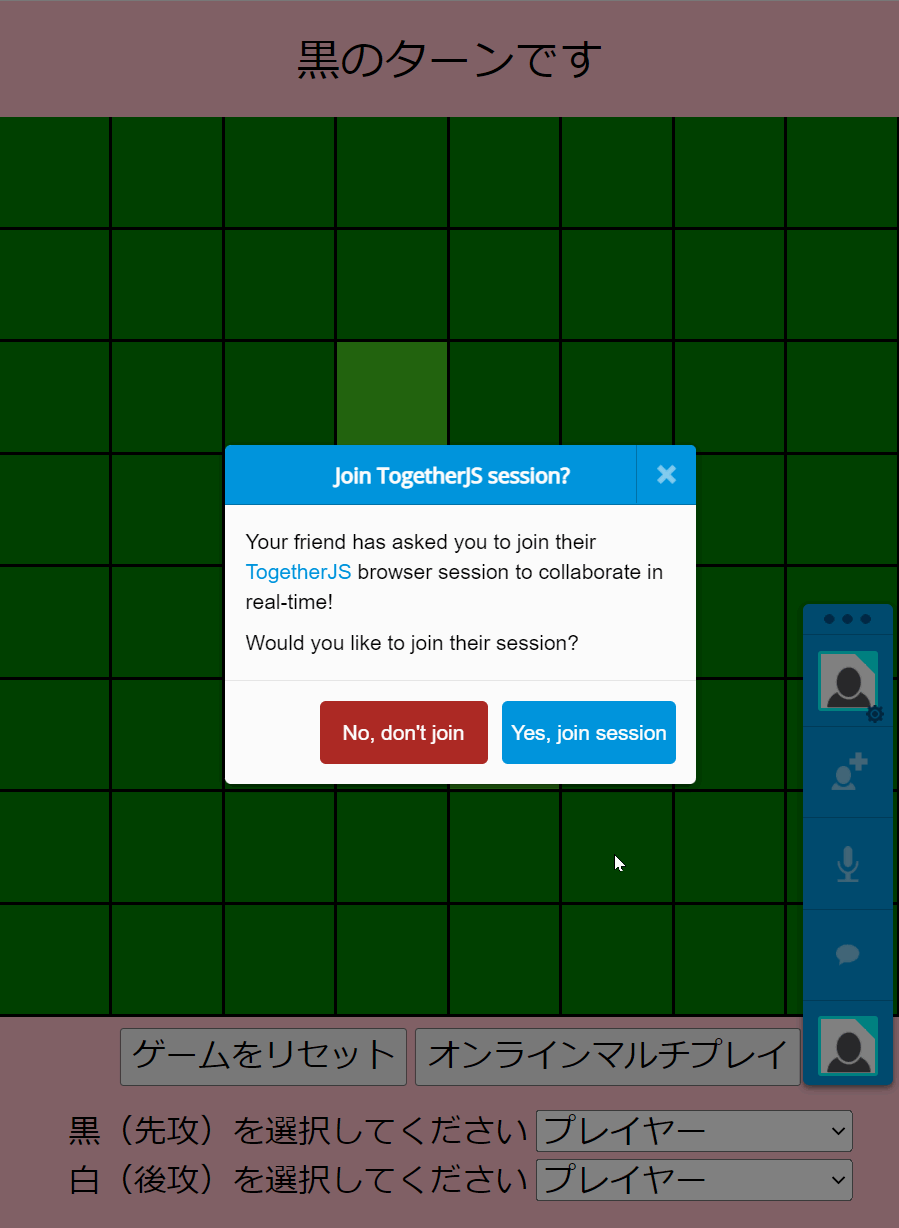 黒のターンです
Join TogetherJS session?
Your friend has asked you to join their
TogetherJS browser session to collaborate in
real-time!
Would you like to join their session?
No, don't join
Yes, join session
ゲームをリセット
オンラインマルチプレイ
黒（先攻）を選択してください プレイヤー
白（後攻）を選択してください プレイヤー